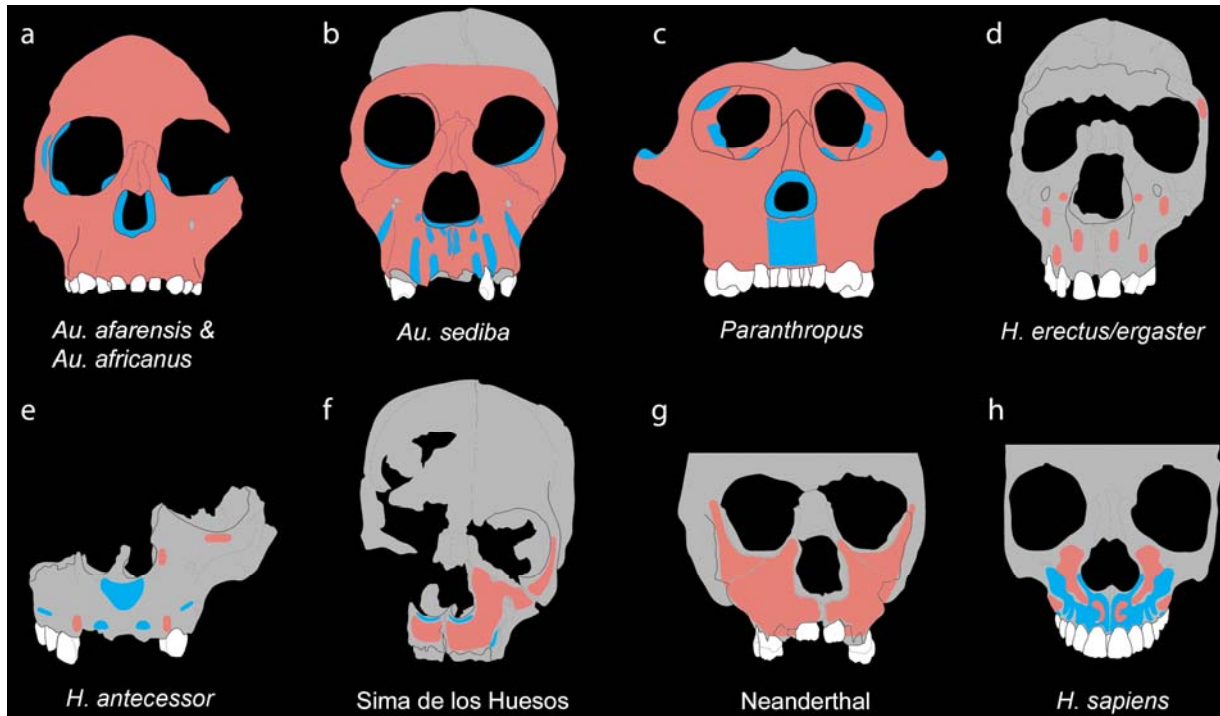 a
b
c
d
Au. afarensis &
Au. africanus
Au. sediba
Paranthropus
H. erectus/ergaster
e
f
g
h
H. antecessor
Sima de los Huesos
Neanderthal
H. sapiens